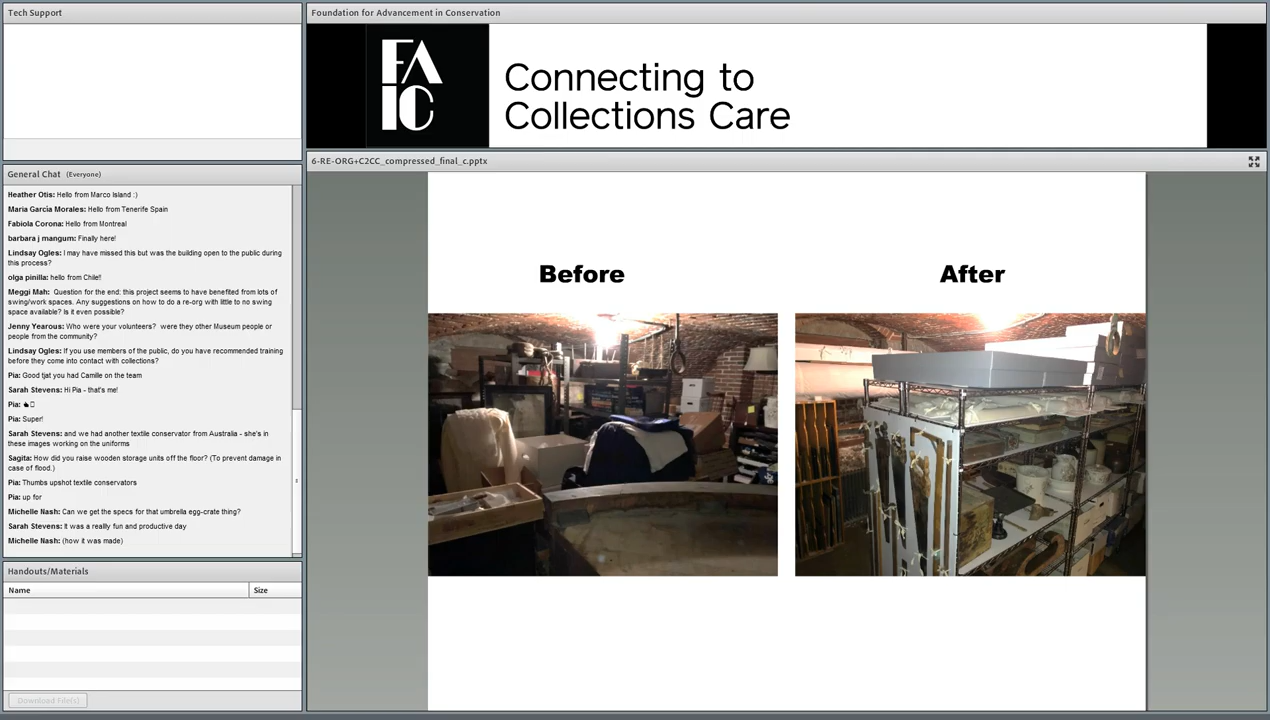 Tech Support
General Chat (Everyone)
Heather Otis: Hello from Marco Island :)
Maria García Morales: Hello from Tenerife Spain
Fabiola Corona: Hello from Montreal
barbara j mangum: Finally here!
Lindsay Ogles: I may have missed this but was the building open to the public during
this process?
olga pinilla: hello from Chile!!
Meggi Mah: Question for the end: this project seems to have benefited from lots of
swing/work spaces. Any suggestions on how to do a re-org with little to no swing
space available? Is it even possible?
Jenny Yearous: Who were your volunteers? were they other Museum people or
people from the community?
Lindsay Ogles: If you use members of the public, do you have recommended training
before they come into contact with collections?
Pia: Good tjat you had Camille on the team
Sarah Stevens: Hi Pia - that's me!
Pia:
Pia: Super!
Sarah Stevens: and we had another textile conservator from Australia - she's in
these images working on the uniforms
Sagita: How did you raise wooden storage units off the floor? (To prevent damage in
case of flood.)
Pia: Thumbs upshot textile conservators
Pia: up for
Michelle Nash: Can we get the specs for that umbrella egg-crate thing?
Sarah Stevens: It was a really fun and productive day
Michelle Nash: (how it was made)
Handouts/Materials
Name Size
Download File(s)
Foundation for Advancement in Conservation
FA
IC
Connecting to
Collections Care
6-RE-ORG+C2CC_compressed_final_c.pptx
Before After